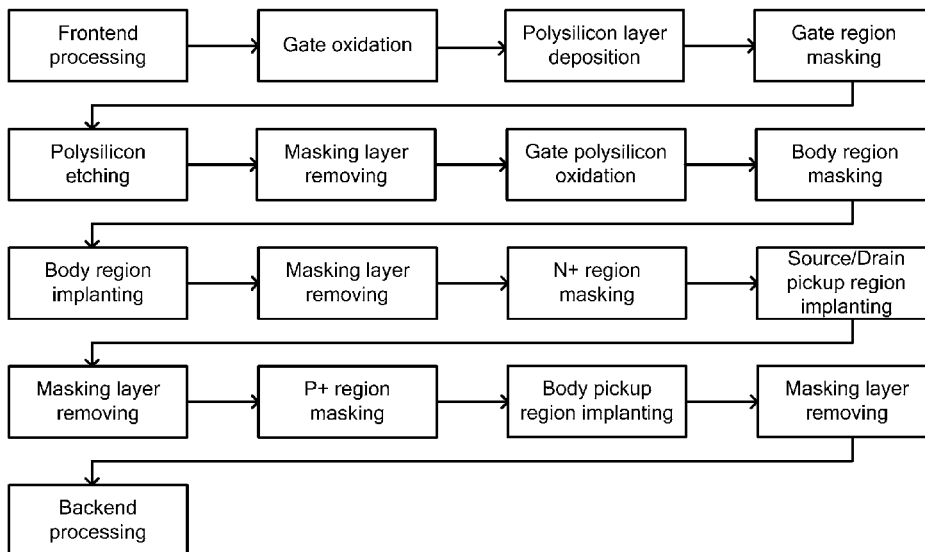 Frontend
processing
Gate oxidation
Polysilicon layer
deposition
Gate region
masking
Polysilicon
etching
Masking layer
removing
Gate polysilicon
oxidation
Body region
masking
Body region
implanting
Masking layer
removing
N+ region
masking
Source/Drain
pickup region
implanting
Masking layer
removing
P+ region
masking
Body pickup
region implanting
Masking layer
removing
Backend
processing